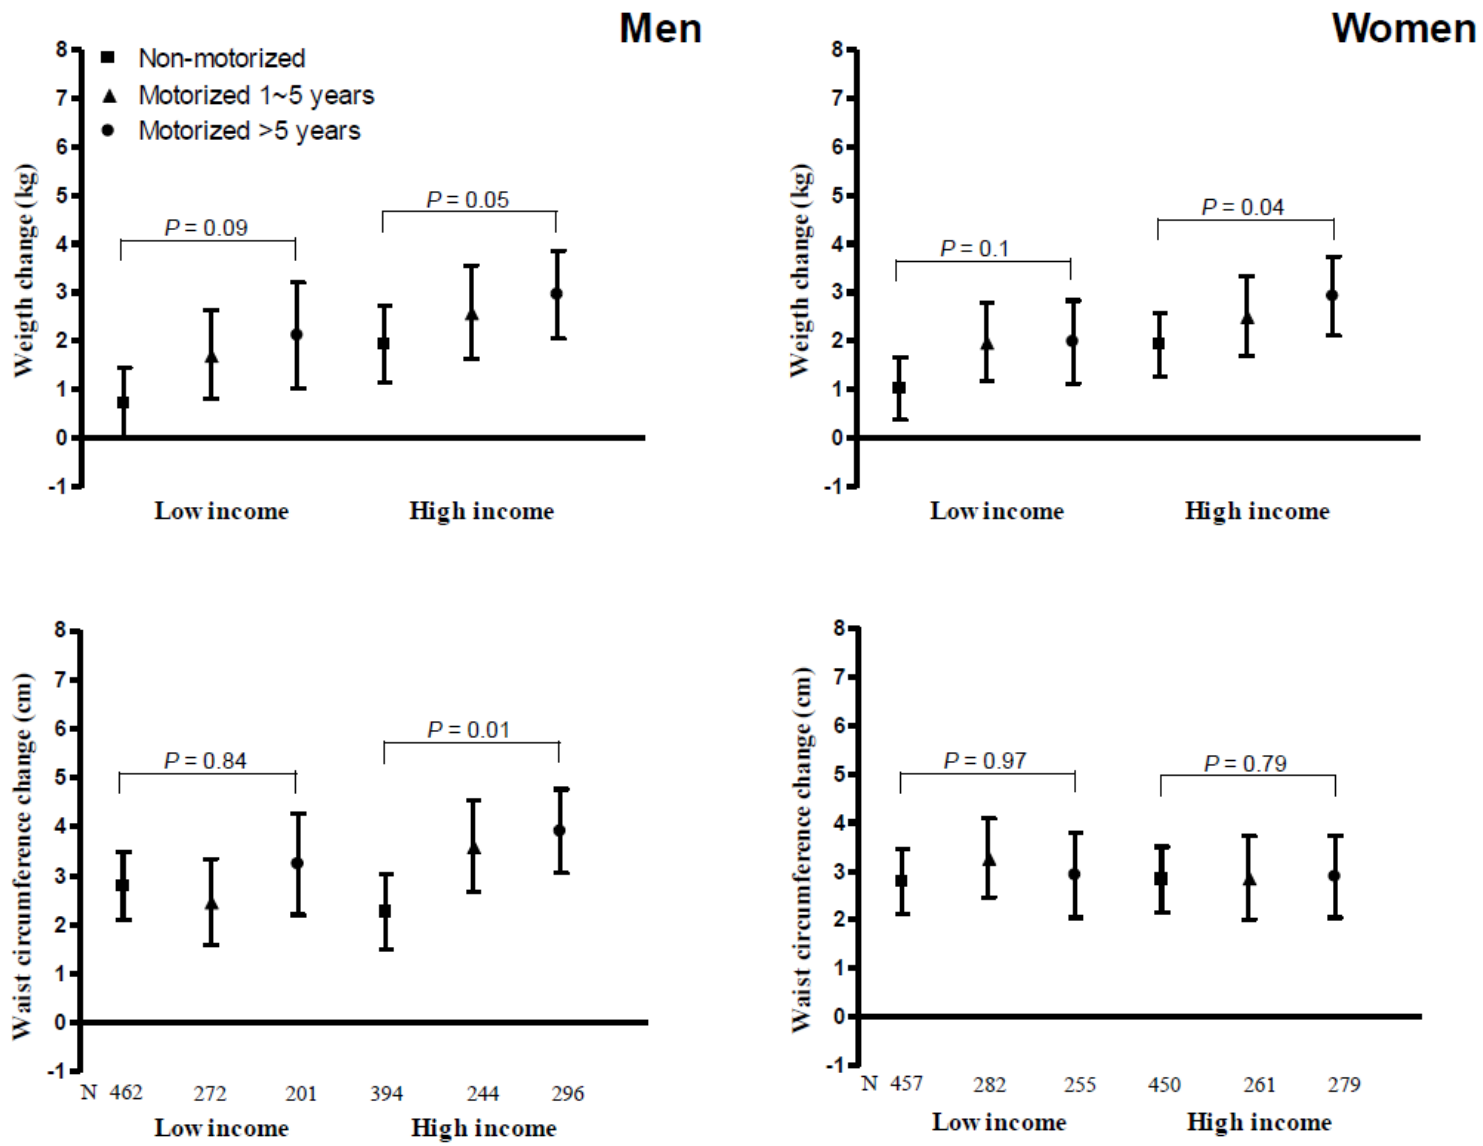 Men
8
7
6
5
4
3
2
1
0
-1
Weigth change (kg)
Non-motorized
Motorized 1~5 years
Motorized >5 years
P = 0.09
P = 0.05
Low income
High income
Women
8
7
6
5
4
3
2
1
0
-1
Weigth change (kg)
P = 0.1
P = 0.04
Low income
High income
8
7
6
5
4
3
2
1
0
-1
Waist circumference change (cm)
P = 0.84
P = 0.01
N 462 272 201 394 244 296
Low income
High income
8
7
6
5
4
3
2
1
0
-1
Waist circumference change (cm)
P = 0.97
P = 0.79
N 457 282 255 450 261 279
Low income
High income